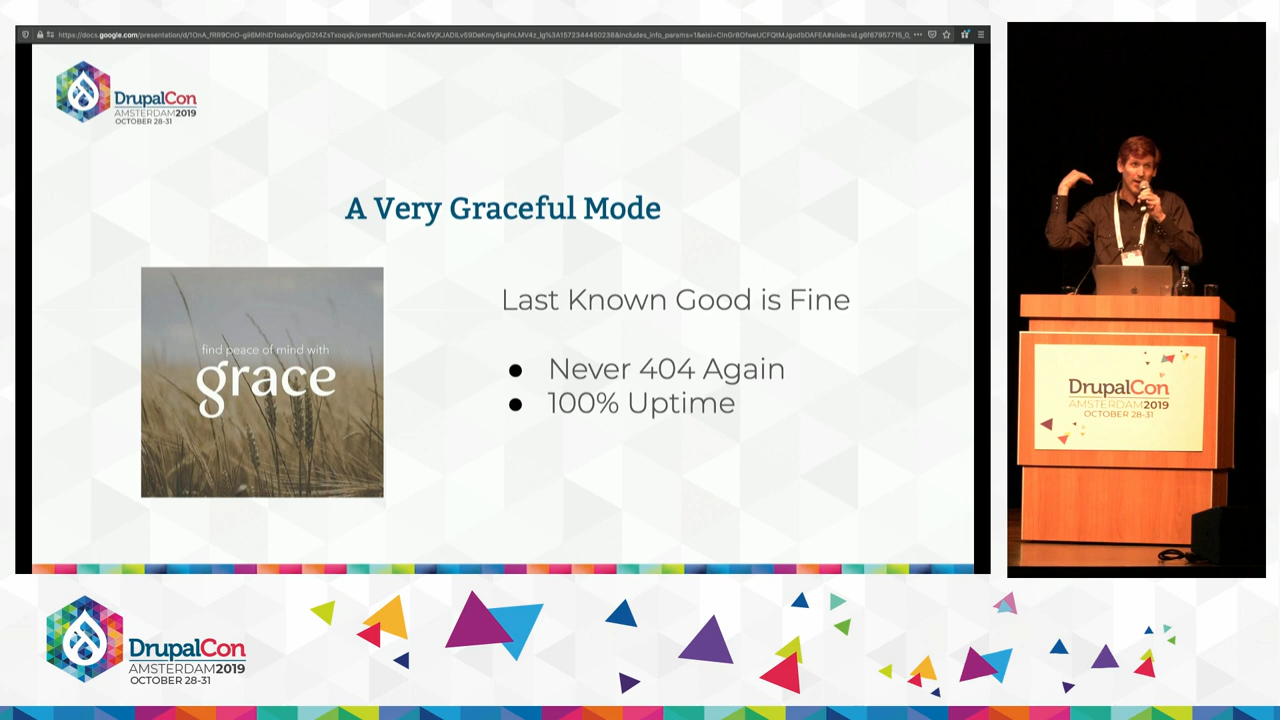 DrupalCon
AMSTERDAM2019
OCTOBER 28-31
A Very Graceful Mode
find peace of mind with
grace
Last Known Good is Fine
● Never 404 Again
● 100% Uptime
DrupalCon
AMSTERDAM2019
OCTOBER 28-31
DrupalCon
AMSTERDAM2019
OCTOBER 28-31